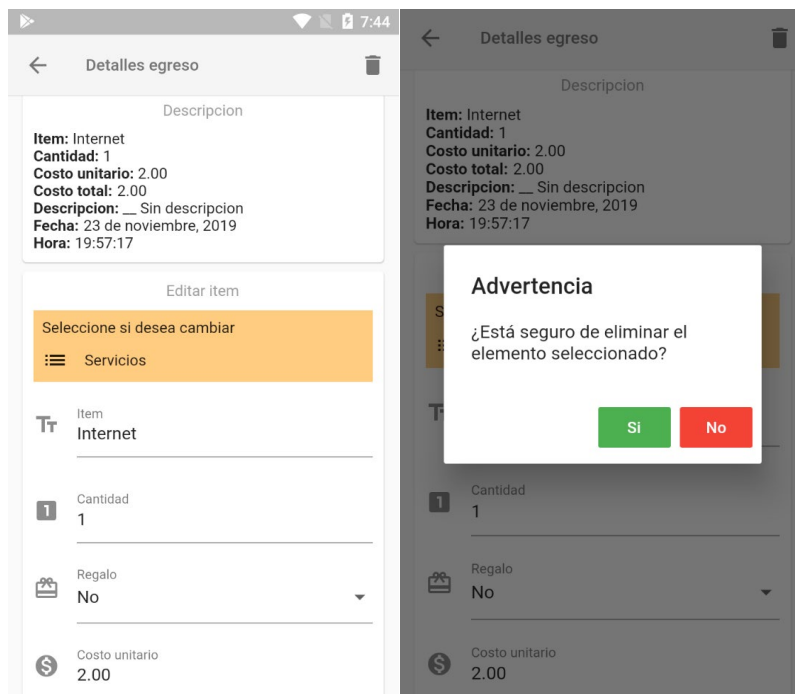 7:44
Detalles egreso
Descripcion
Item: Internet
Cantidad: 1
Costo unitario: 2.00
Costo total: 2.00
Descripcion: __ Sin descripcion
Fecha: 23 de noviembre, 2019
Hora: 19:57:17
Editar item
Seleccione si desea cambiar
Servicios
Item
Internet
Cantidad
1
Regalo
No
Costo unitario
2.00
Detalles egreso
Descripcion
Item: Internet
Cantidad: 1
Costo unitario: 2.00
Costo total: 2.00
Descripcion: __ Sin descripcion
Fecha: 23 de noviembre, 2019
Hora: 19:57:17
Advertencia
¿Está seguro de eliminar el
elemento seleccionado?
Si
No
Cantidad
1
Regalo
No
Costo unitario
2.00